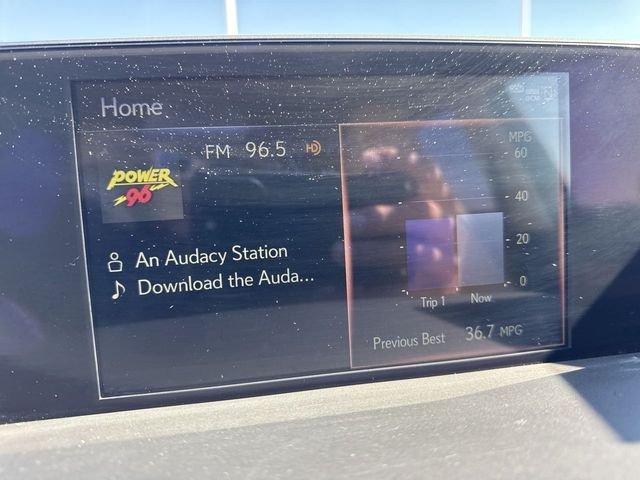 Home
FM 96.5 HD
POWER
96
An Audacy Station
Download the Auda...
MPG
60
40
20
0
Trip 1 Now
Previous Best 36.7 MPG